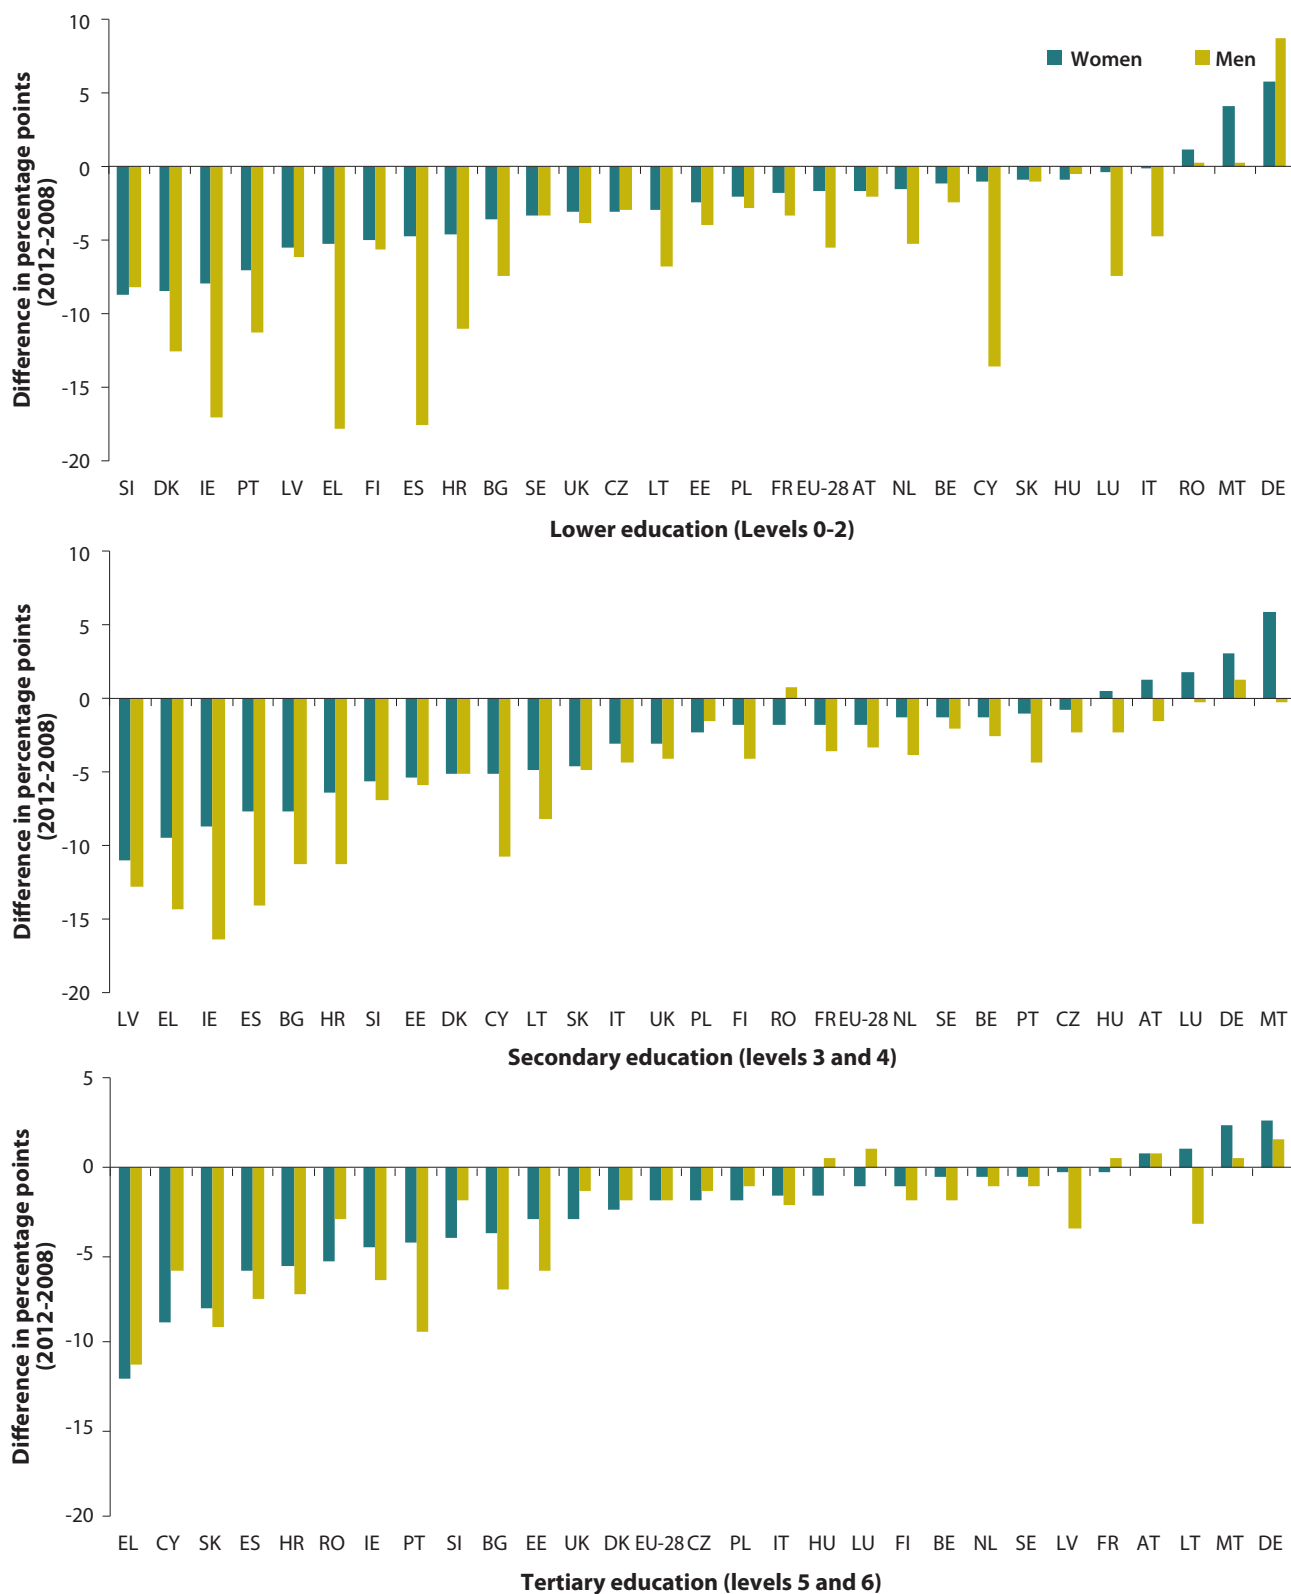 10
5
0
-5
-10
-15
-20
Difference in percentage points
(2012-2008)
Women Men
SI DK IE PT LV EL FI ES HR BG SE UK CZ LT EE PL FR EU-28 AT NL BE CY SK HU LU IT RO MT DE
Lower education (Levels 0-2)
10
5
0
-5
-10
-15
-20
Difference in percentage points
(2012-2008)
LV EL IE ES BG HR SI EE DK CY LT SK IT UK PL FI RO FR EU-28 NL SE BE PT CZ HU AT LU DE MT
Secondary education (levels 3 and 4)
5
0
-5
-10
-15
-20
Difference in percentage points
(2012-2008)
EL CY SK ES HR RO IE PT SI BG EE UK DK EU-28 CZ PL IT HU LU FI BE NL SE LV FR AT LT MT DE
Tertiary education (levels 5 and 6)